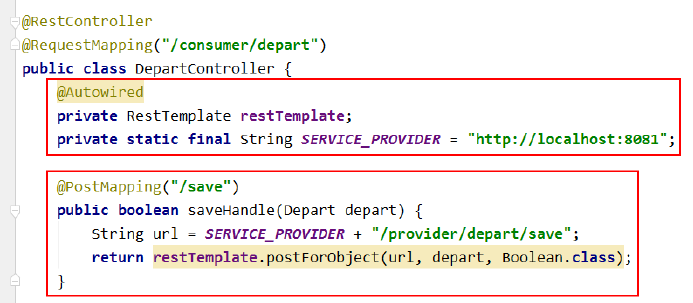 @RestController
@RequestMapping("/consumer/depart")
public class DepartController {
@Autowired
private RestTemplate restTemplate;
private static final String SERVICE_PROVIDER = "http://localhost:8081";
@PostMapping("/save")
public boolean saveHandle(Depart depart) {
String url = SERVICE_PROVIDER + "/provider/depart/save";
return restTemplate.postForObject(url, depart, Boolean.class);
}